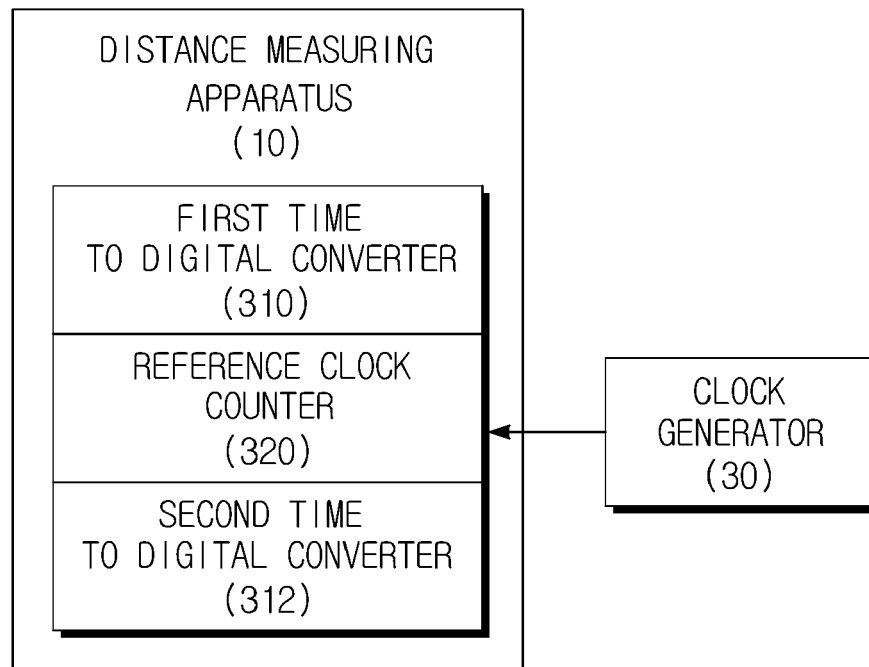 DISTANCE MEASURING
APPARATUS
(10)
FIRST TIME
TO DIGITAL CONVERTER
(310)
REFERENCE CLOCK
COUNTER
(320)
SECOND TIME
TO DIGITAL CONVERTER
(312)
CLOCK
GENERATOR
(30)